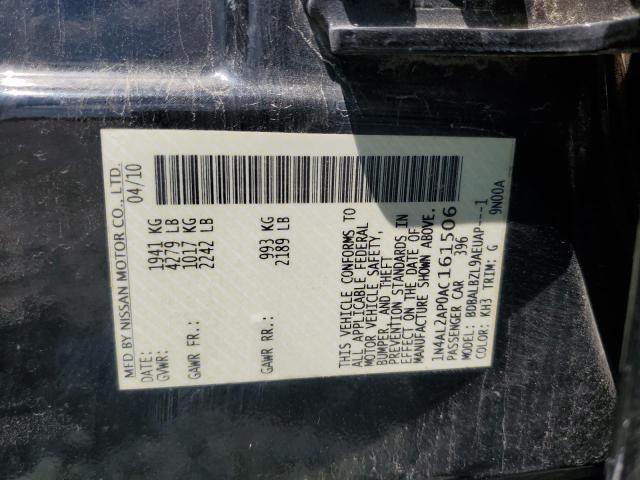 MFD BY NISSAN MOTOR CO., LTD.
DATE: 04/10
GVWR: 1941 KG
4279 LB
GAWR FR.: 1017 KG
2242 LB
GAWR RR.: 993 KG
2189 LB
THIS VEHICLE CONFORMS TO
ALL APPLICABLE FEDERAL
MOTOR VEHICLE SAFETY,
BUMPER, AND THEFT
PREVENTION STANDARDS IN
EFFECT ON THE DATE OF
MANUFACTURE SHOWN ABOVE.
1N4AL2AP0AC161506
PASSENGER CAR 396
MODEL: BDBALBZL9AEUAP---1
COLOR: KH3 TRIM: G 9N00A